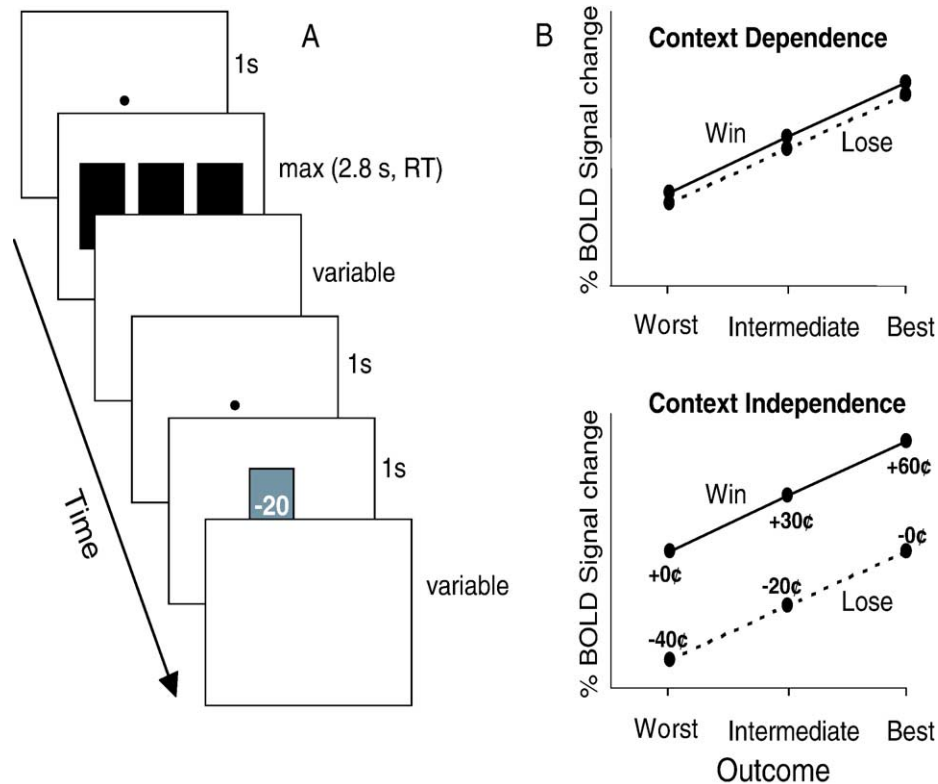 A
1s
max (2.8 s, RT)
variable
1s
1s
-20
variable
Time
B
Context Dependence
% BOLD Signal change
Win
Lose
Worst Intermediate Best
Context Independence
% BOLD Signal change
Win
+60¢
+30¢
+0¢
-0¢
-20¢
Lose
-40¢
Worst Intermediate Best
Outcome